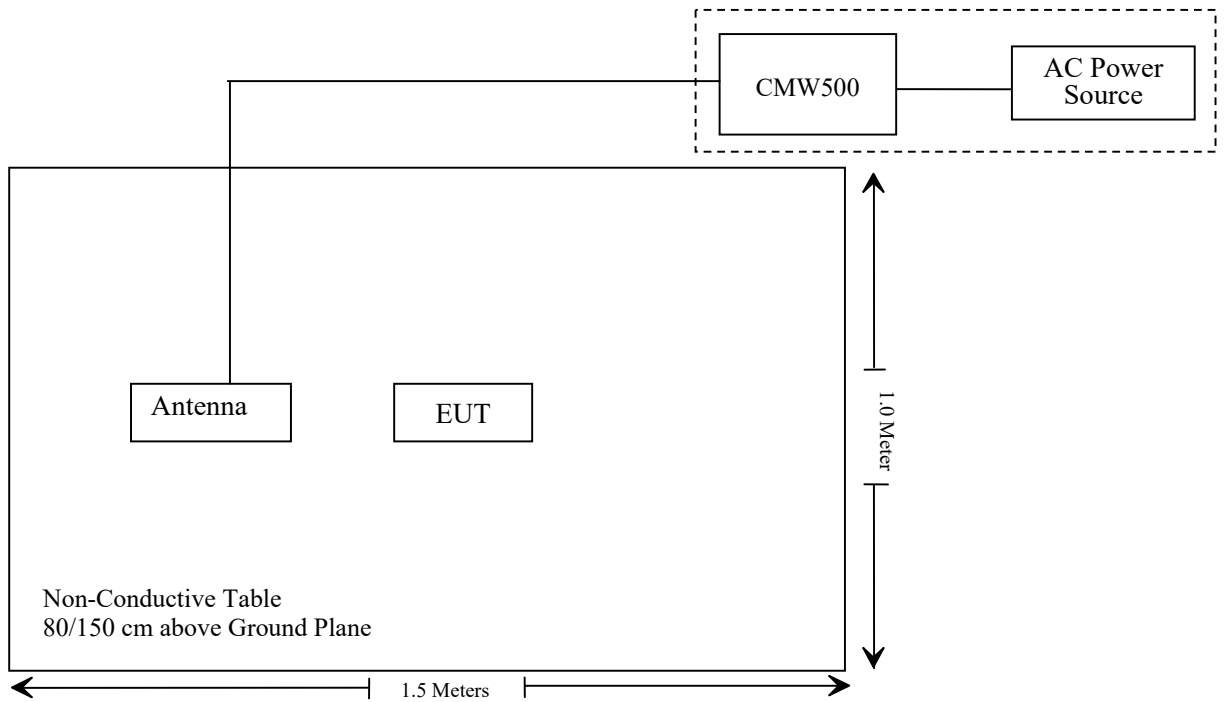 CMW500
AC Power
Source
Antenna
EUT
1.0 Meter
Non-Conductive Table
80/150 cm above Ground Plane
1.5 Meters